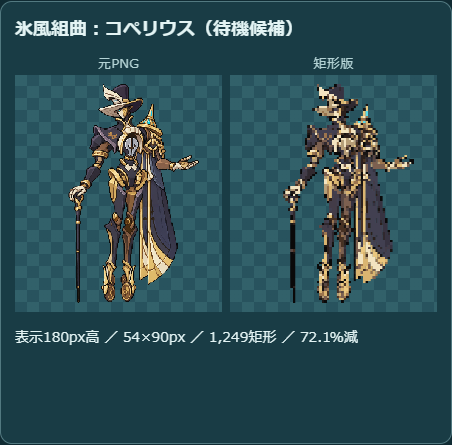 氷風組曲：コペリウス（待機候補）
元PNG
矩形版
表示180px高 ／ 54×90px ／ 1,249矩形 ／ 72.1%減